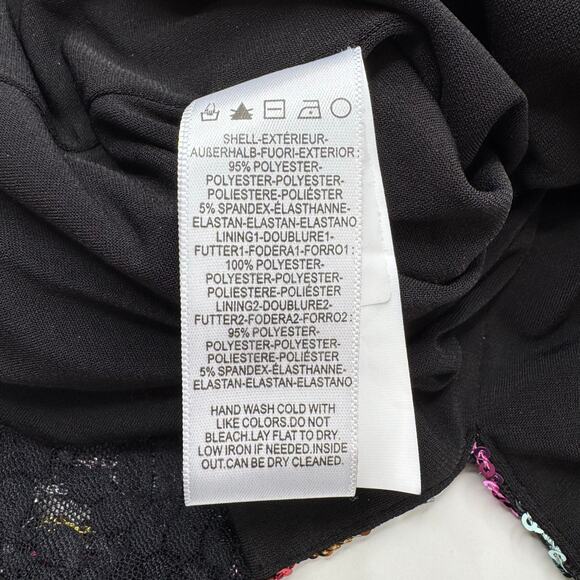 SHELL-EXTÉRIEUR-
AUßERHALB-FUORI-EXTERIOR:
95% POLYESTER-
POLYESTER-POLYESTER-
POLIESTERE-POLIÉSTER
5% SPANDEX-ÉLASTHANNE-
ELASTAN-ELASTAN-ELASTANO
LINING1-DOUBLURE1-
FUTTER1-FODERA1-FORRO1:
100% POLYESTER-
POLYESTER-POLYESTER-
POLIESTERE-POLIÉSTER
LINING2-DOUBLURE2-
FUTTER2-FODERA2-FORRO2:
95% POLYESTER-
POLYESTER-POLYESTER-
POLIESTERE-POLIÉSTER
5% SPANDEX-ÉLASTHANNE-
ELASTAN-ELASTAN-ELASTANO
HAND WASH COLD WITH
LIKE COLORS.DO NOT
BLEACH.LAY FLAT TO DRY.
LOW IRON IF NEEDED.INSIDE
OUT.CAN BE DRY CLEANED.